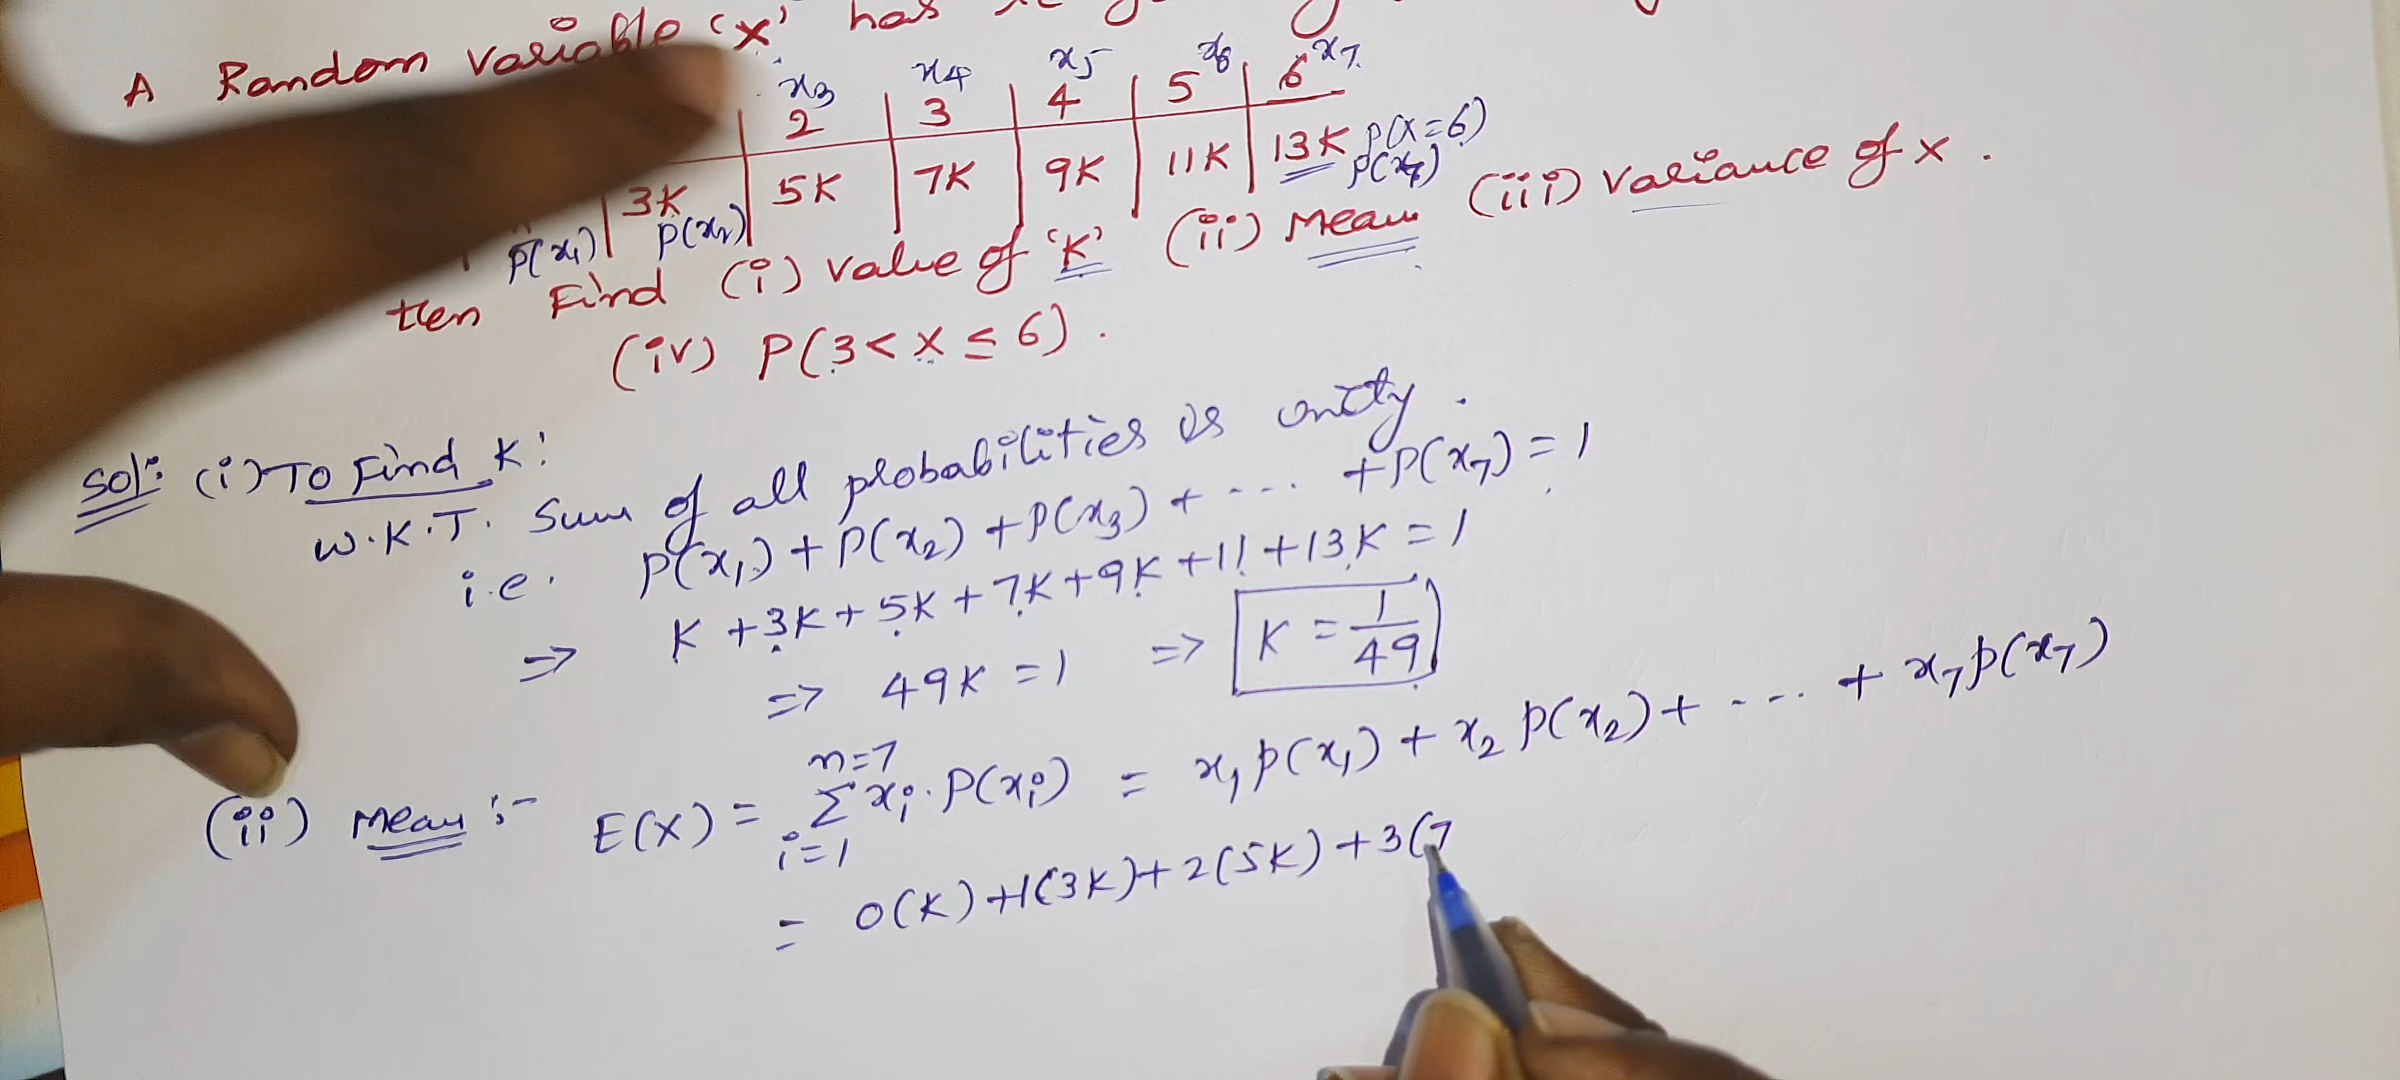 A Random variable 'x' has
x3 x4 x5 x6 x7
2 3 4 5 6
3K 5K 7K 9K 11K 13K P(X=6)
P(x1) P(x2) P(x7)
then Find (i) value of 'K' (ii) Mean (iii) variance of x.
(iv) P(3 < x ≤ 6).
Sol: (i) To Find K:
W.K.T. Sum of all probabilities is unity.
i.e. P(x1) + P(x2) + P(x3) + .... + P(x7) = 1
=> K + 3K + 5K + 7K + 9K + 11 + 13K = 1
=> 49K = 1 => K = 1/49
(ii) Mean :- E(X) = n=7 Σ i=1 xi . P(xi) = x1 p(x1) + x2 p(x2) + .... + x7 p(x7)
= 0(K) + 1(3K) + 2(5K) + 3(7